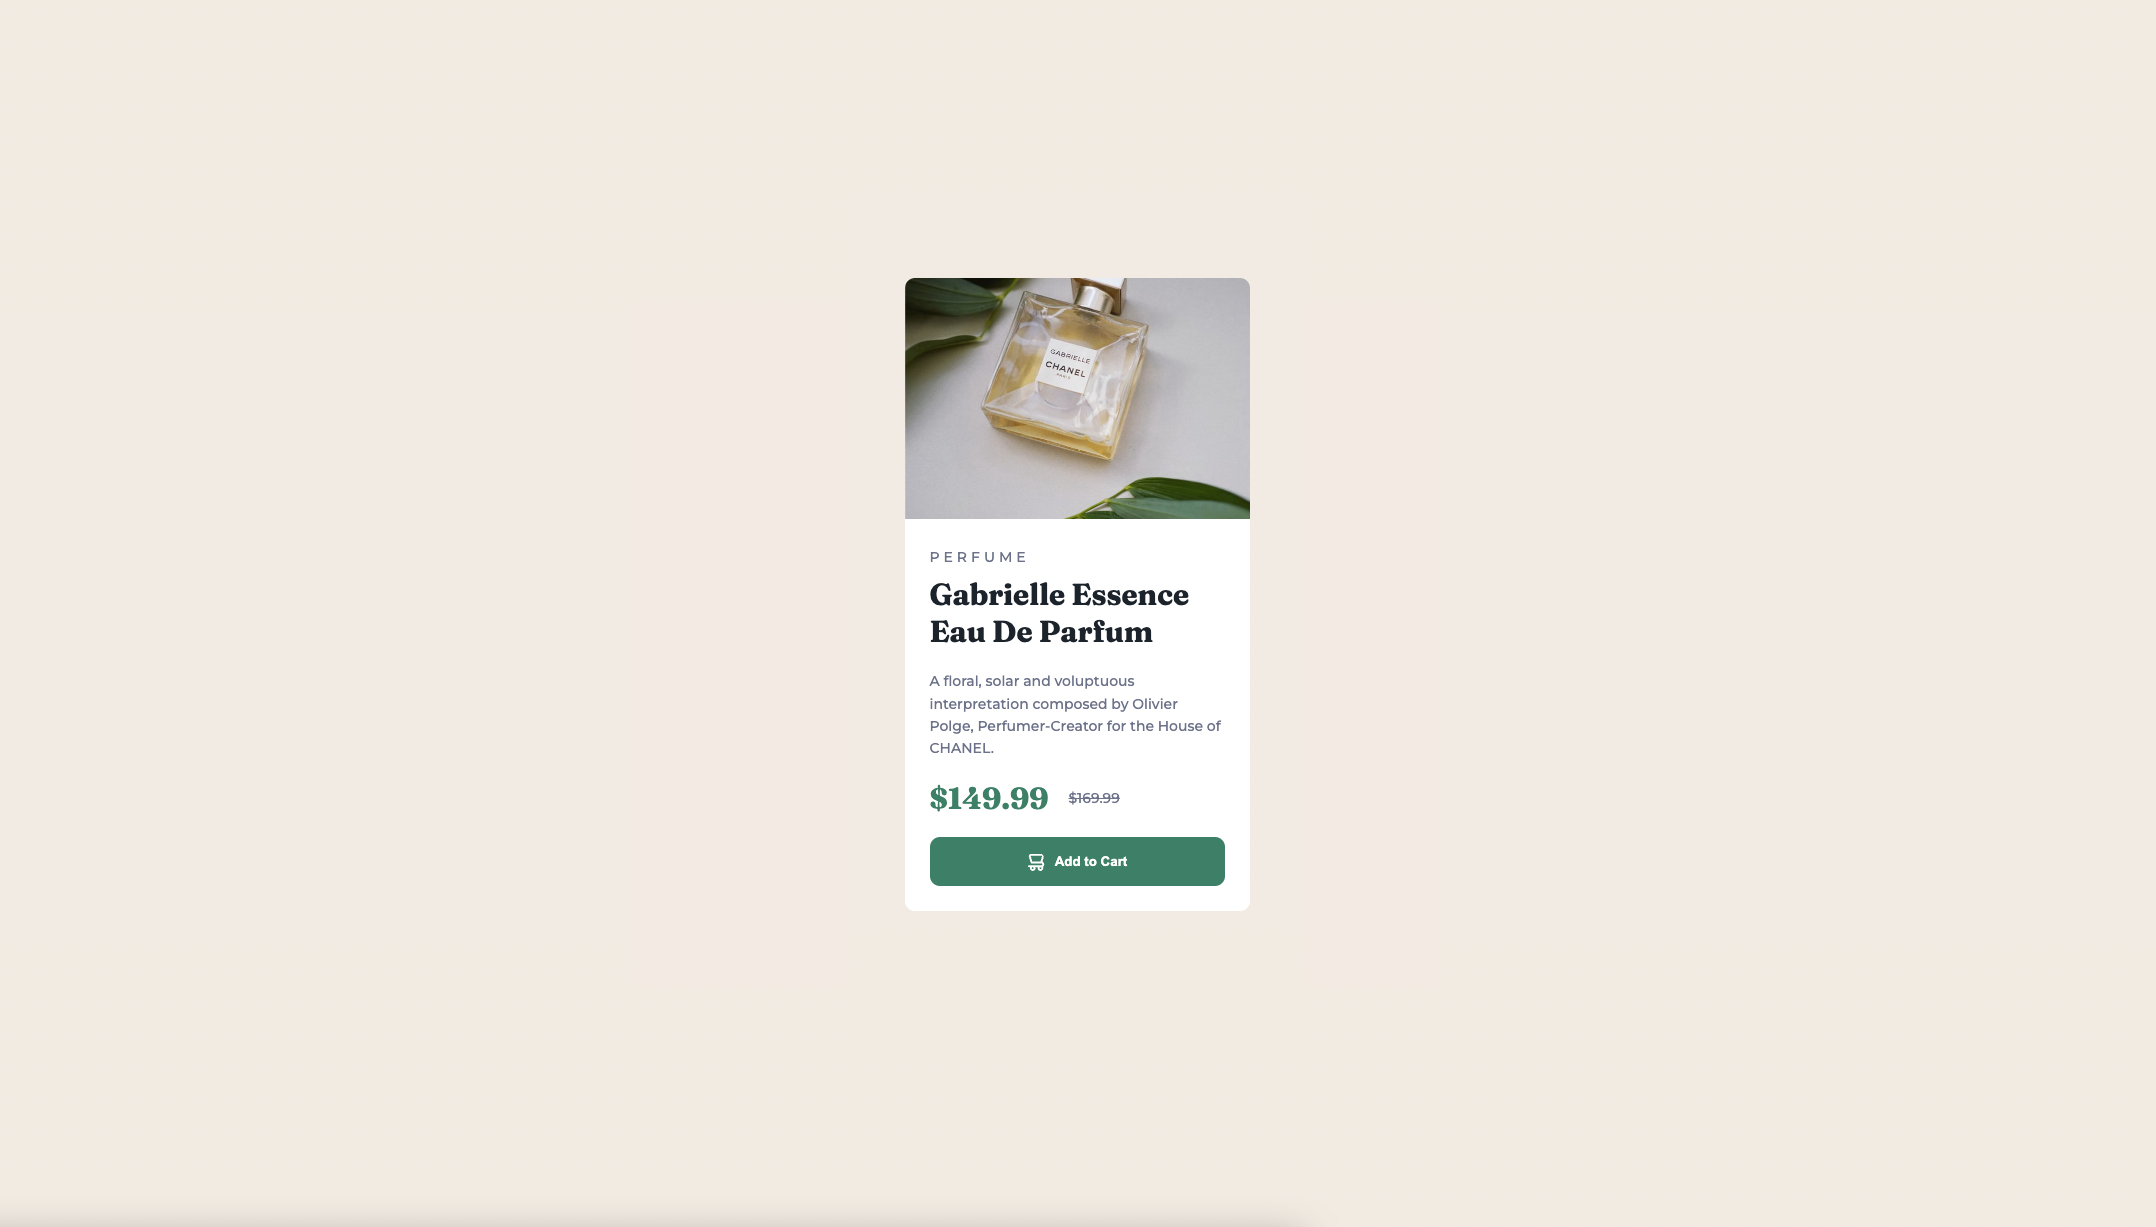 GABRIELLE
CHANEL
PARIS
PERFUME
Gabrielle Essence
Eau De Parfum
A floral, solar and voluptuous
interpretation composed by Olivier
Polge, Perfumer-Creator for the House of
CHANEL.
$149.99 $169.99
Add to Cart